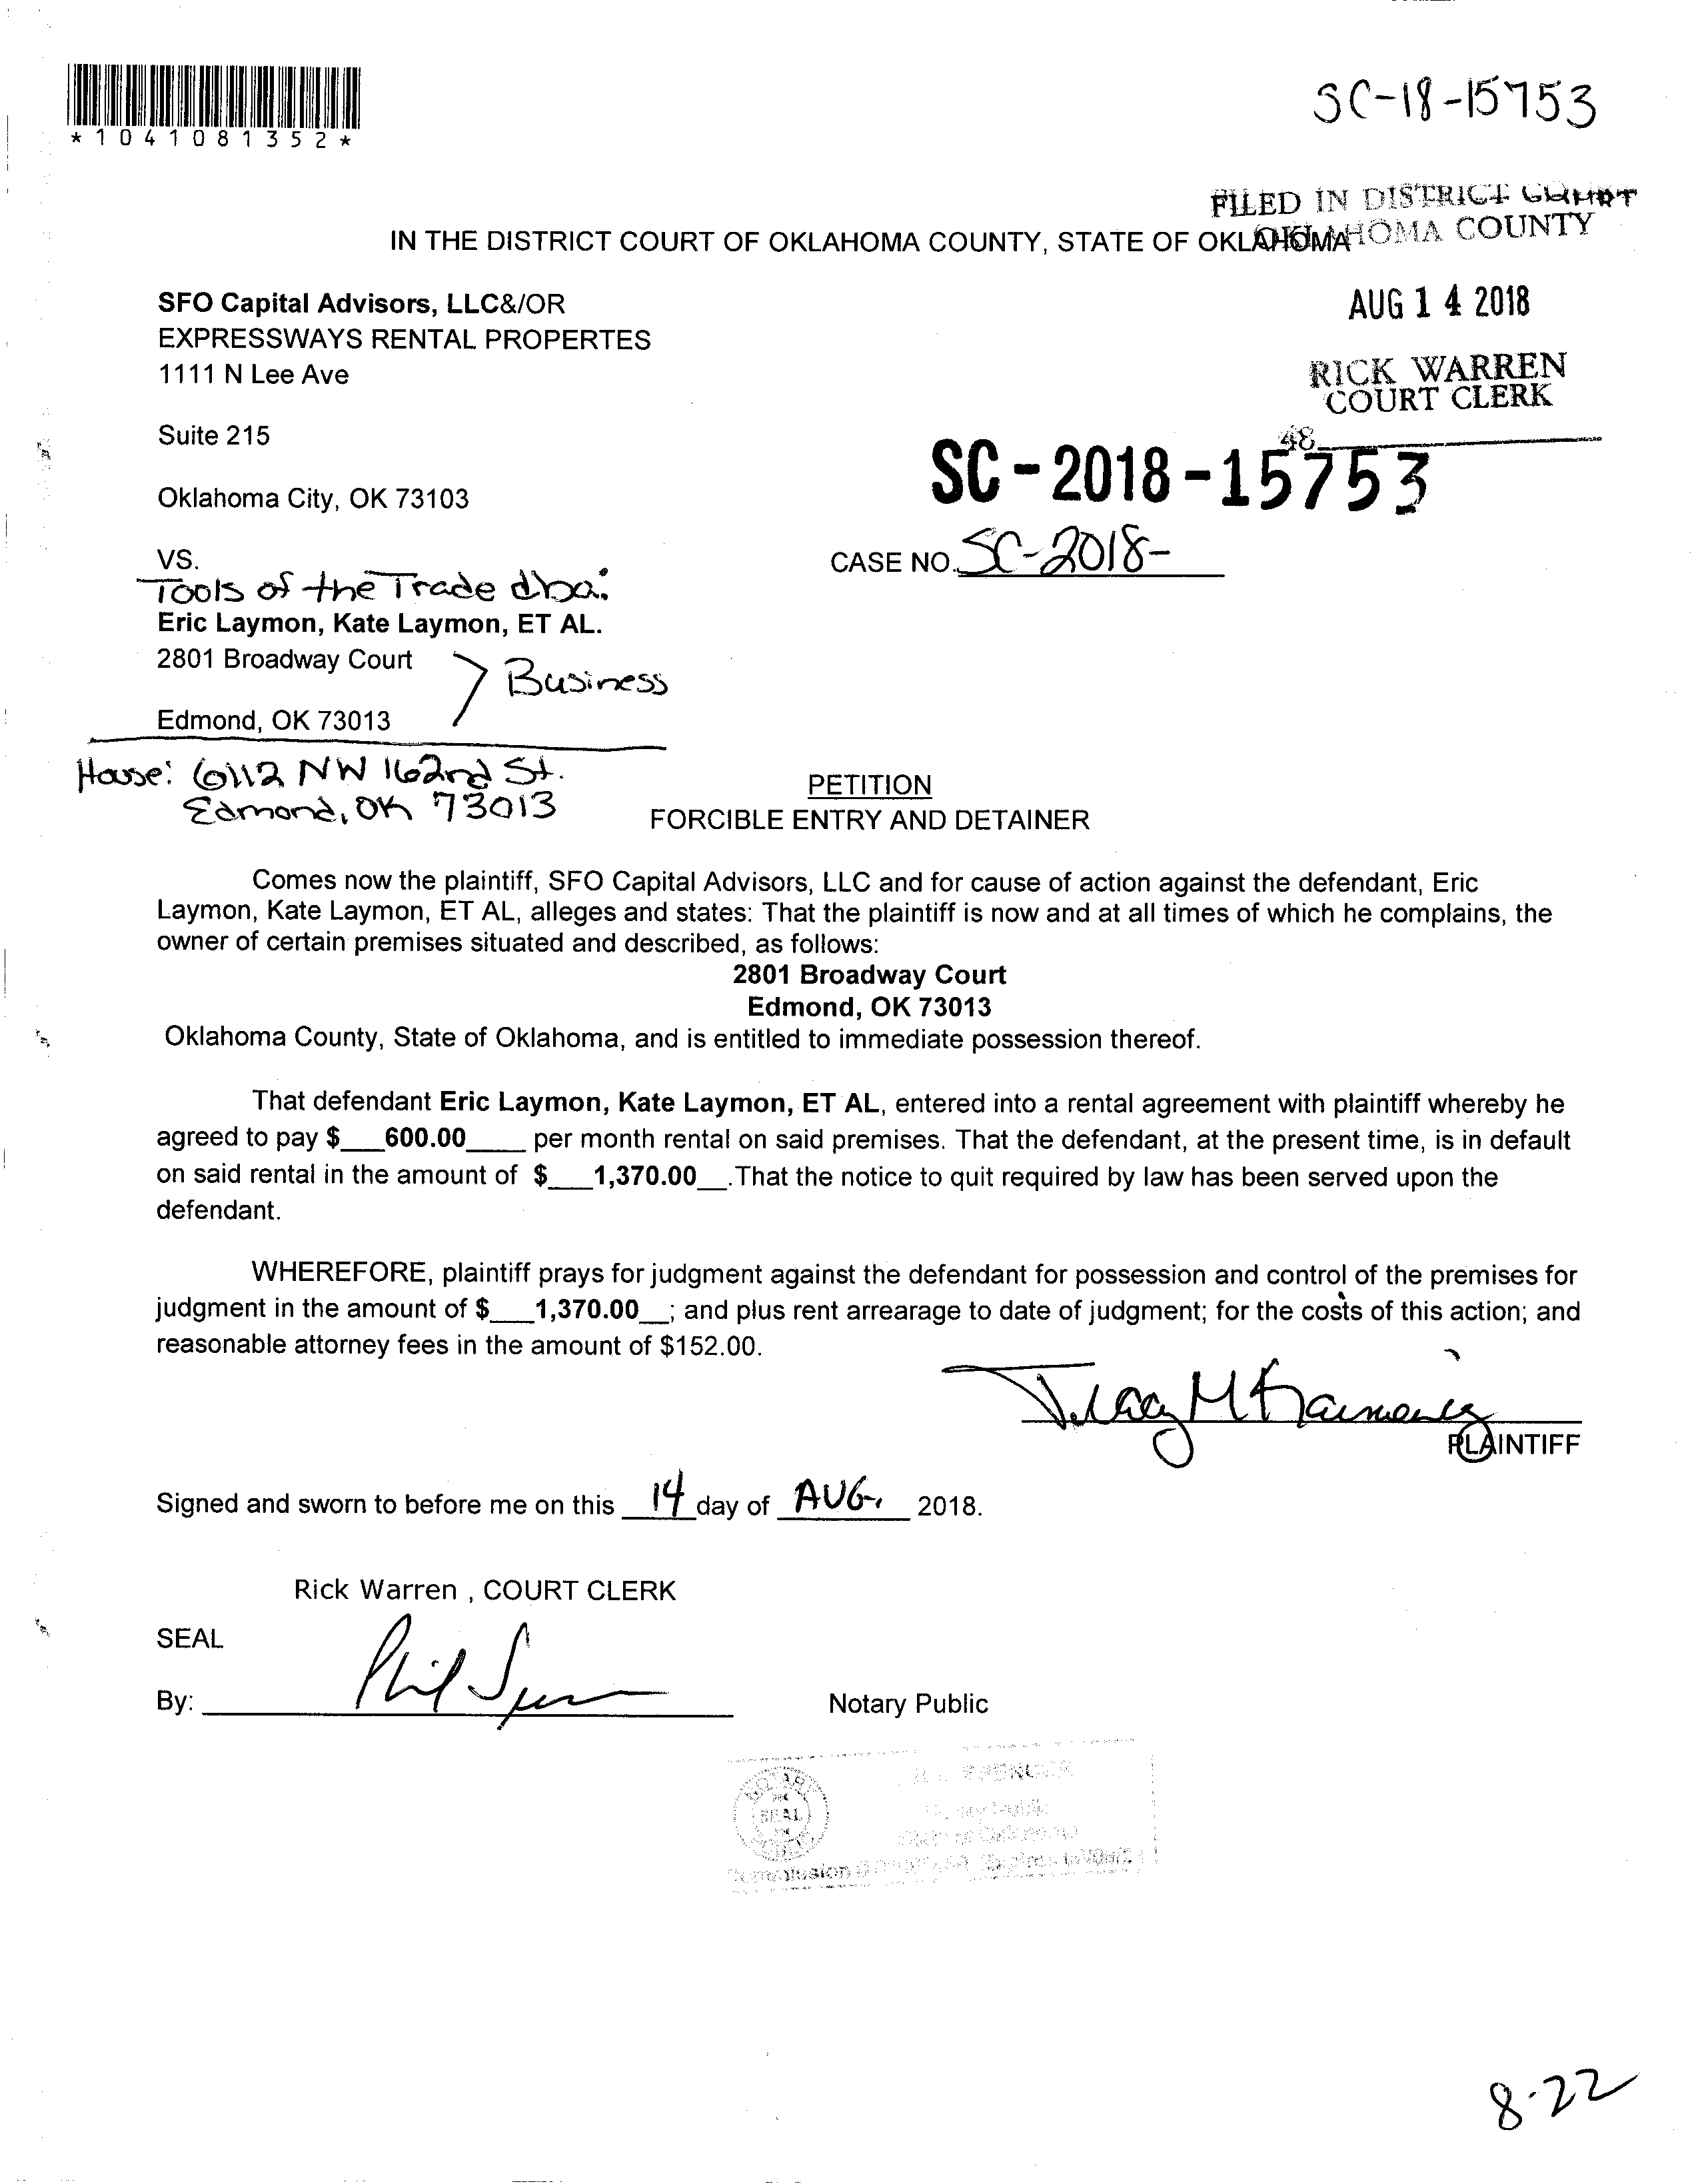 *1041081352*
SC-18-15753
FILED IN DISTRICT COURT
OKLAHOMA COUNTY
IN THE DISTRICT COURT OF OKLAHOMA COUNTY, STATE OF OKLAHOMA
SFO Capital Advisors, LLC&/OR
EXPRESSWAYS RENTAL PROPERTES
1111 N Lee Ave
Suite 215
Oklahoma City, OK 73103
AUG 14 2018
RICK WARREN
COURT CLERK
48
SC-2018-15753
CASE NO. SC-2018-
VS.
Tools of the Trade dba:
Eric Laymon, Kate Laymon, ET AL.
2801 Broadway Court
Business
Edmond, OK 73013
House: 6112 NW 162nd St.
Edmond, OK 73013
PETITION
FORCIBLE ENTRY AND DETAINER
Comes now the plaintiff, SFO Capital Advisors, LLC and for cause of action against the defendant, Eric
Laymon, Kate Laymon, ET AL, alleges and states: That the plaintiff is now and at all times of which he complains, the
owner of certain premises situated and described, as follows:
2801 Broadway Court
Edmond, OK 73013
Oklahoma County, State of Oklahoma, and is entitled to immediate possession thereof.
That defendant Eric Laymon, Kate Laymon, ET AL, entered into a rental agreement with plaintiff whereby he
agreed to pay $___600.00____ per month rental on said premises. That the defendant, at the present time, is in default
on said rental in the amount of $___1,370.00__.That the notice to quit required by law has been served upon the
defendant.
WHEREFORE, plaintiff prays for judgment against the defendant for possession and control of the premises for
judgment in the amount of $___1,370.00__; and plus rent arrearage to date of judgment; for the costs of this action; and
reasonable attorney fees in the amount of $152.00.
PLAINTIFF
Signed and sworn to before me on this 14 day of AUG. 2018.
Rick Warren , COURT CLERK
SEAL
By:
Notary Public
SEAL
8-22